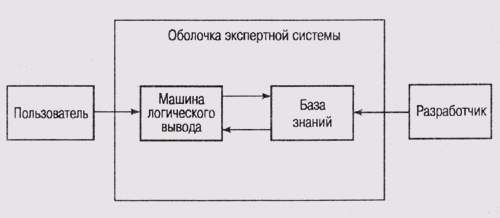 Оболочка экспертной системы
Пользователь
Машина
логического
вывода
База
знаний
Разработчик